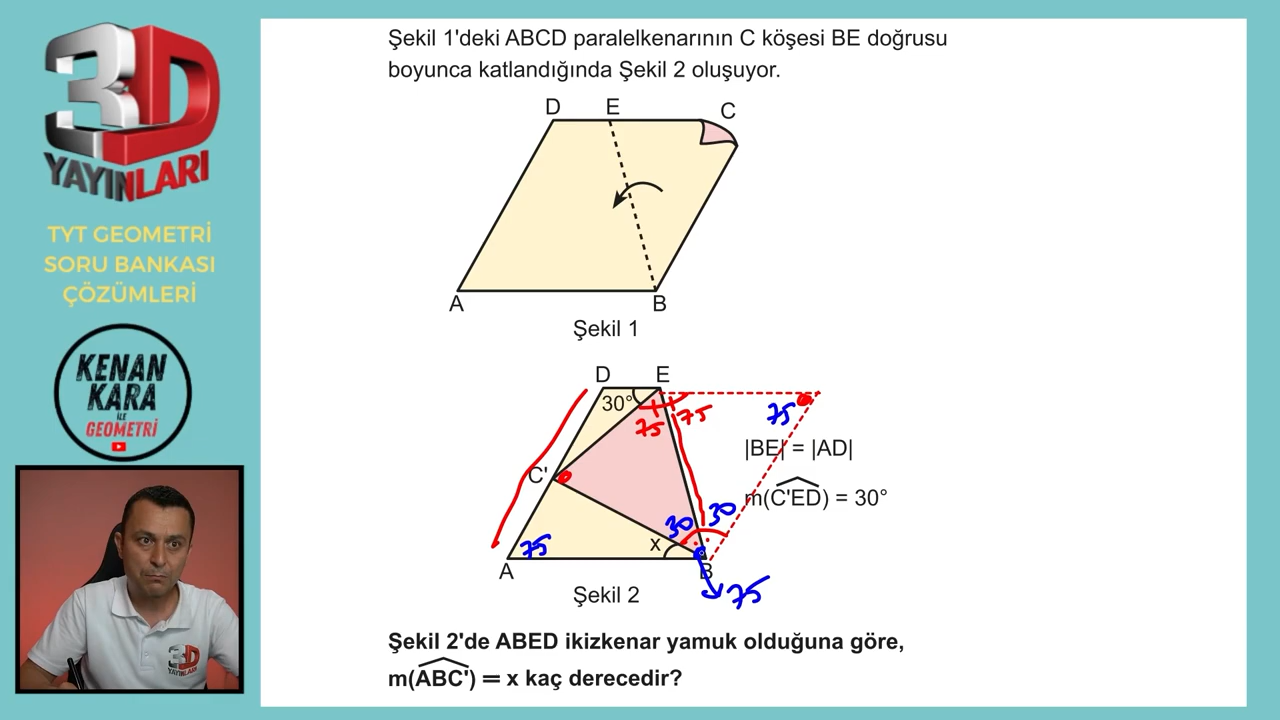 3D
YAYINLARI
TYT GEOMETRİ
SORU BANKASI
ÇÖZÜMLERİ
KENAN
KARA
İLE
GEOMETRİ
3D
YAYINLARI
Şekil 1'deki ABCD paralelkenarının C köşesi BE doğrusu
boyunca katlandığında Şekil 2 oluşuyor.
D E C
A B
Şekil 1
D E
30°
75 75 75
|BE| = |AD|
C'
m(C'ED) = 30°
30 30
75 x
A B
75
Şekil 2
Şekil 2'de ABED ikizkenar yamuk olduğuna göre,
m(ABC') = x kaç derecedir?